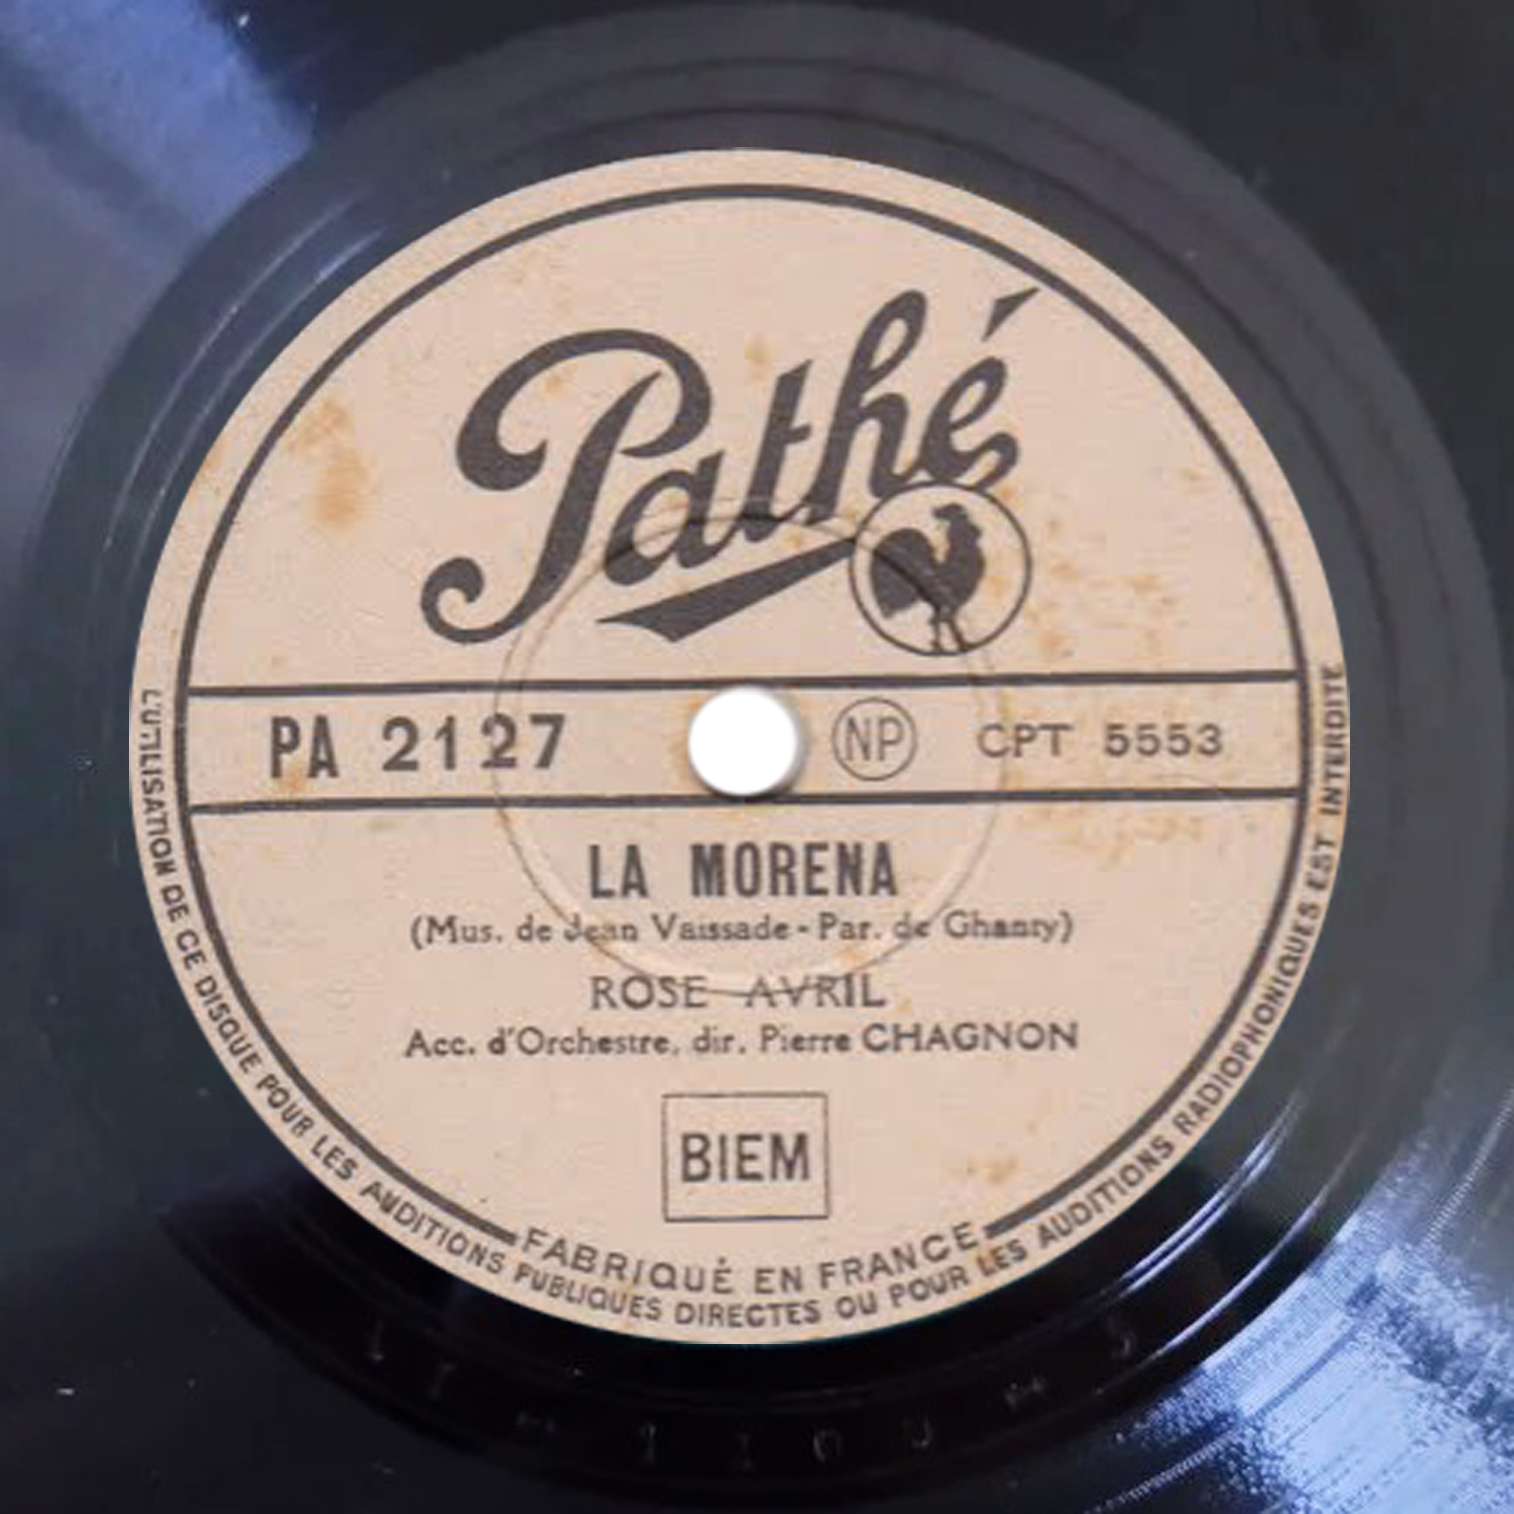 Pathé
PA 2127 NP CPT 5553
LA MORENA
(Mus. de Jean Vaissade - Par. de Ghanty)
ROSE AVRIL
Acc. d'Orchestre, dir. Pierre CHAGNON
BIEM
FABRIQUÉ EN FRANCE
L'UTILISATION DE CE DISQUE POUR LES AUDITIONS PUBLIQUES DIRECTES OU POUR LES AUDITIONS RADIOPHONIQUES EST INTERDITE